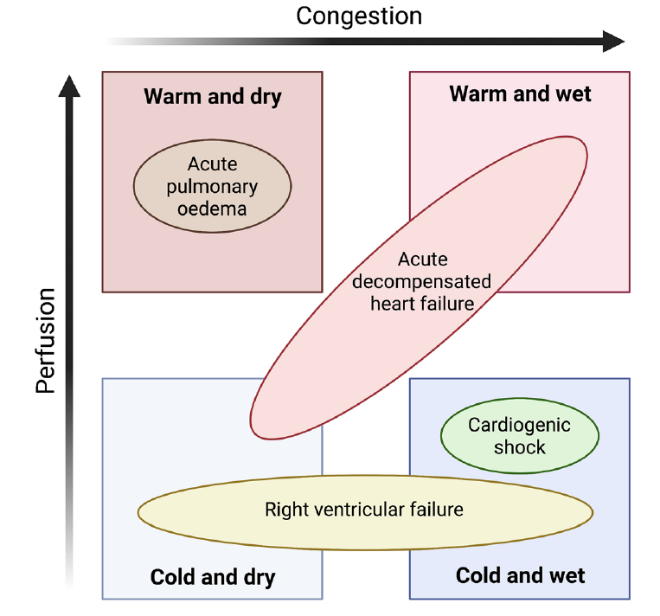 Congestion
Perfusion
Warm and dry
Warm and wet
Acute
pulmonary
oedema
Acute
decompensated
heart failure
Cardiogenic
shock
Right ventricular failure
Cold and dry
Cold and wet